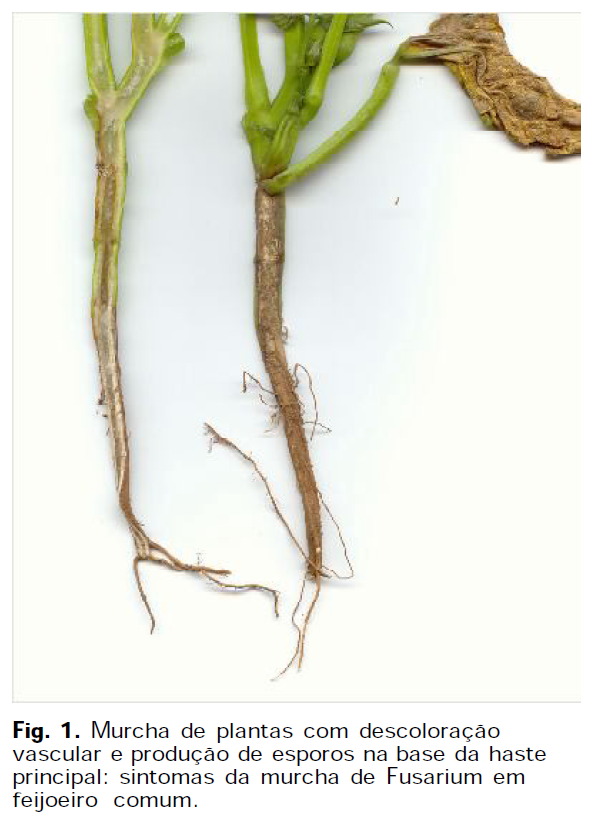 Fig. 1. Murcha de plantas com descoloração
vascular e produção de esporos na base da haste
principal: sintomas da murcha de Fusarium em
feijoeiro comum.